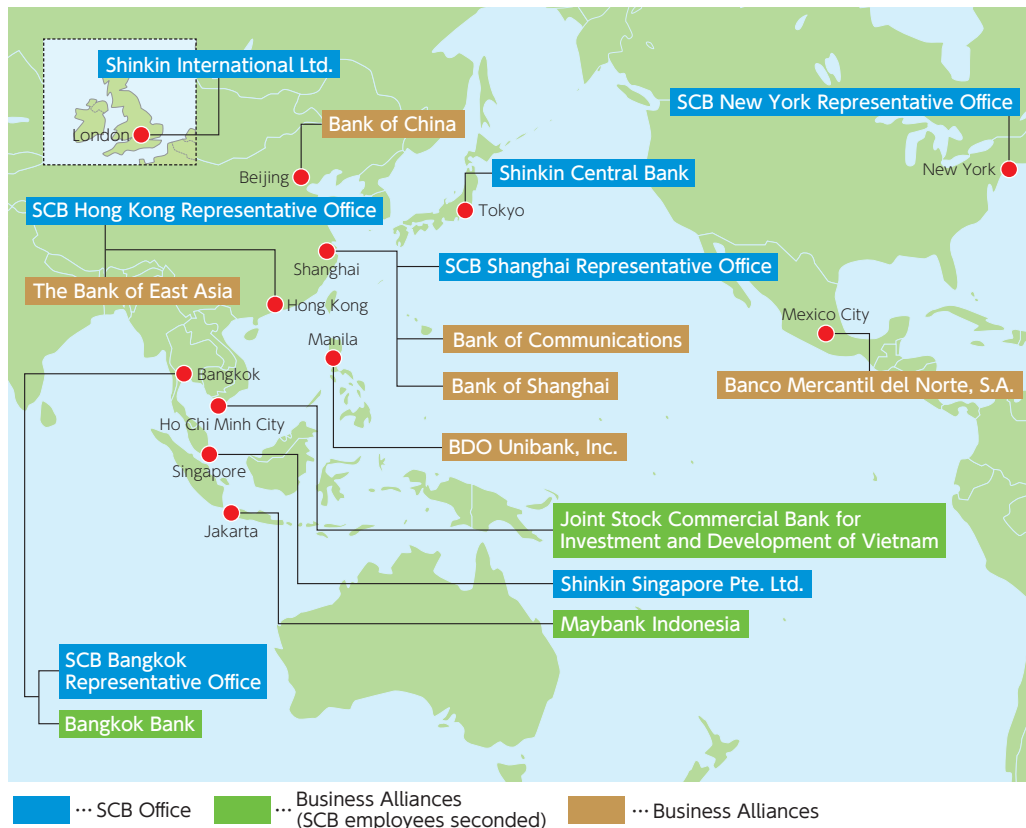 Shinkin International Ltd.
London
Bank of China
Beijing
SCB New York Representative Office
New York
Shinkin Central Bank
Tokyo
SCB Hong Kong Representative Office
The Bank of East Asia
Hong Kong
Shanghai
SCB Shanghai Representative Office
Bank of Communications
Bank of Shanghai
Mexico City
Banco Mercantil del Norte, S.A.
Manila
BDO Unibank, Inc.
Bangkok
Ho Chi Minh City
Singapore
Jakarta
Joint Stock Commercial Bank for
Investment and Development of Vietnam
Shinkin Singapore Pte. Ltd.
Maybank Indonesia
SCB Bangkok
Representative Office
Bangkok Bank
… SCB Office
… Business Alliances
(SCB employees seconded)
… Business Alliances